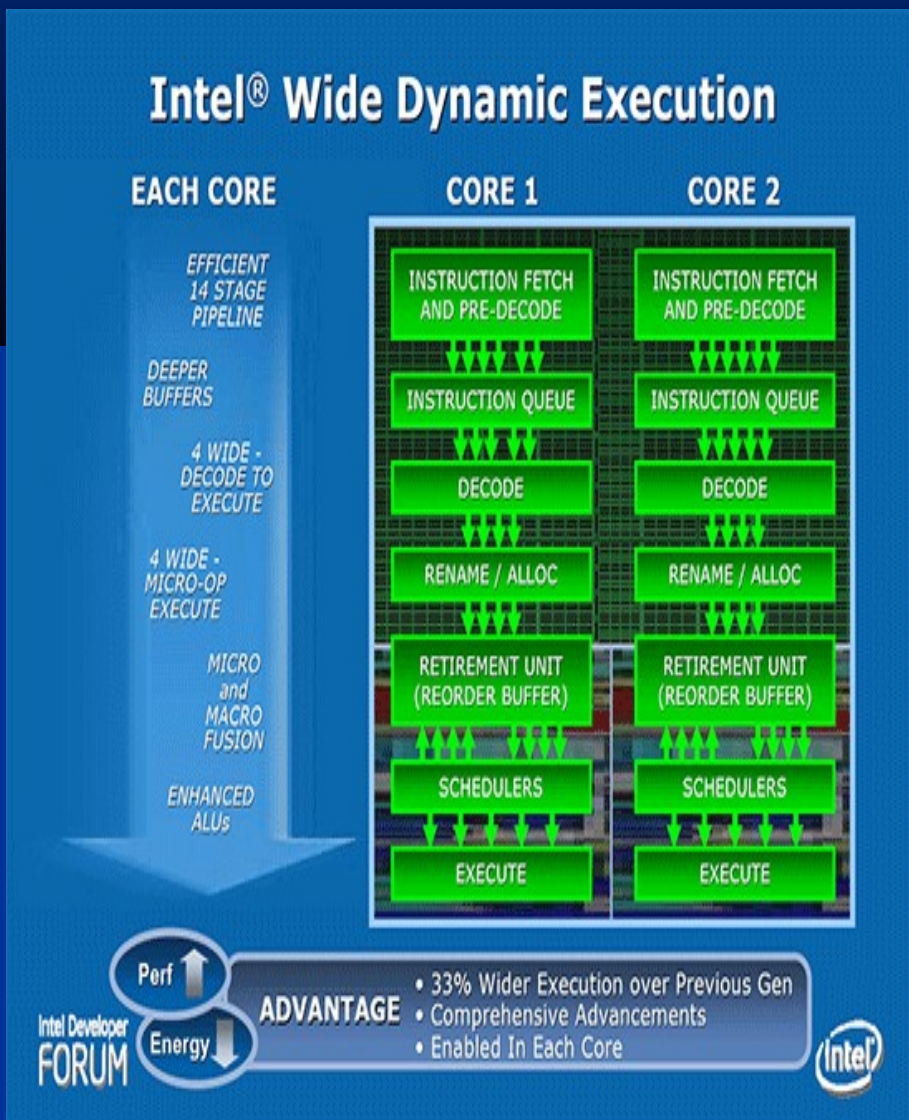 Intel® Wide Dynamic Execution
EACH CORE
EFFICIENT
14 STAGE
PIPELINE
DEEPER
BUFFERS
4 WIDE -
DECODE TO
EXECUTE
4 WIDE -
MICRO-OP
EXECUTE
MICRO
and
MACRO
FUSION
ENHANCED
ALUs
CORE 1
INSTRUCTION FETCH
AND PRE-DECODE
INSTRUCTION QUEUE
DECODE
RENAME / ALLOC
RETIREMENT UNIT
(REORDER BUFFER)
SCHEDULERS
EXECUTE
CORE 2
INSTRUCTION FETCH
AND PRE-DECODE
INSTRUCTION QUEUE
DECODE
RENAME / ALLOC
RETIREMENT UNIT
(REORDER BUFFER)
SCHEDULERS
EXECUTE
Perf
Energy
ADVANTAGE
• 33% Wider Execution over Previous Gen
• Comprehensive Advancements
• Enabled In Each Core
Intel Developer
FORUM
intel